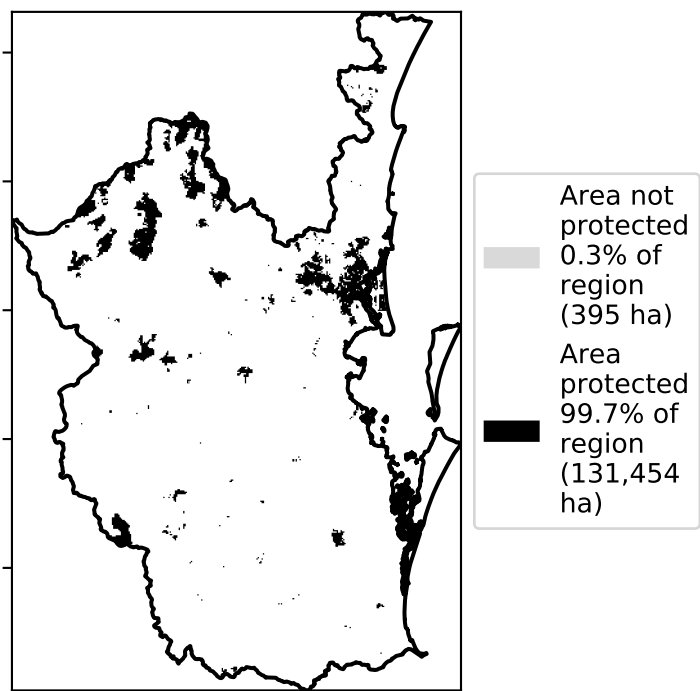 Area not
protected
0.3% of
region
(395 ha)
Area
protected
99.7% of
region
(131,454
ha)